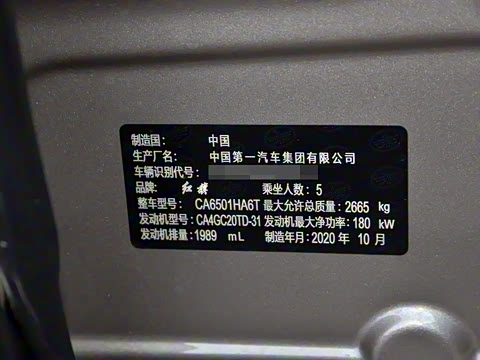 制造国： 中国
生产厂名： 中国第一汽车集团有限公司
车辆识别代号：
品牌： 红旗 乘坐人数：5
整车型号： CA6501HA6T 最大允许总质量：2665 kg
发动机型号：CA4GC20TD-31 发动机最大净功率：180 kW
发动机排量：1989 mL 制造年月：2020 年 10 月